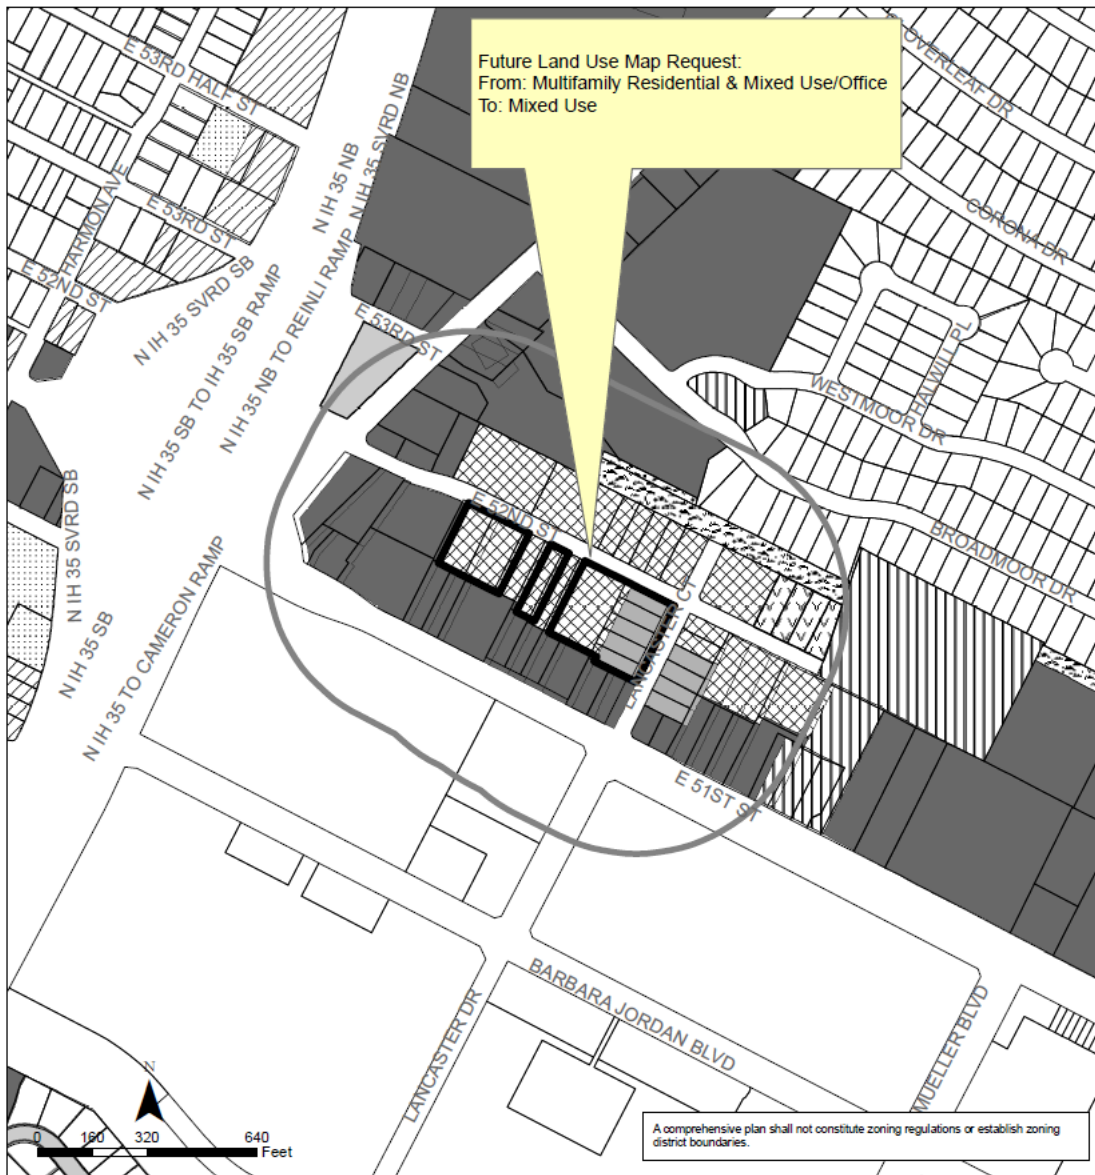 Future Land Use Map Request:
From: Multifamily Residential & Mixed Use/Office
To: Mixed Use
E 53RD HALF ST
OVERLEAF DR
N IH 35 SVRD NB
N IH 35 NB
CORONA DR
HARMON AVE
E 53RD ST
E 52ND ST
N IH 35 SVRD SB
N IH 35 SB TO IH 35 SB RAMP
N IH 35 NB TO REINLI RAMP
E 53RD ST
HALWILL PL
WESTMOOR DR
N IH 35 SVRD SB
E 52ND ST
BROADMOOR DR
N IH 35 SB
N IH 35 TO CAMERON RAMP
LANCASTER CT
E 51ST ST
LANCASTER DR
BARBARA JORDAN BLVD
MUELLER BLVD
N
0 160 320 640
Feet
A comprehensive plan shall not constitute zoning regulations or establish zoning
district boundaries.